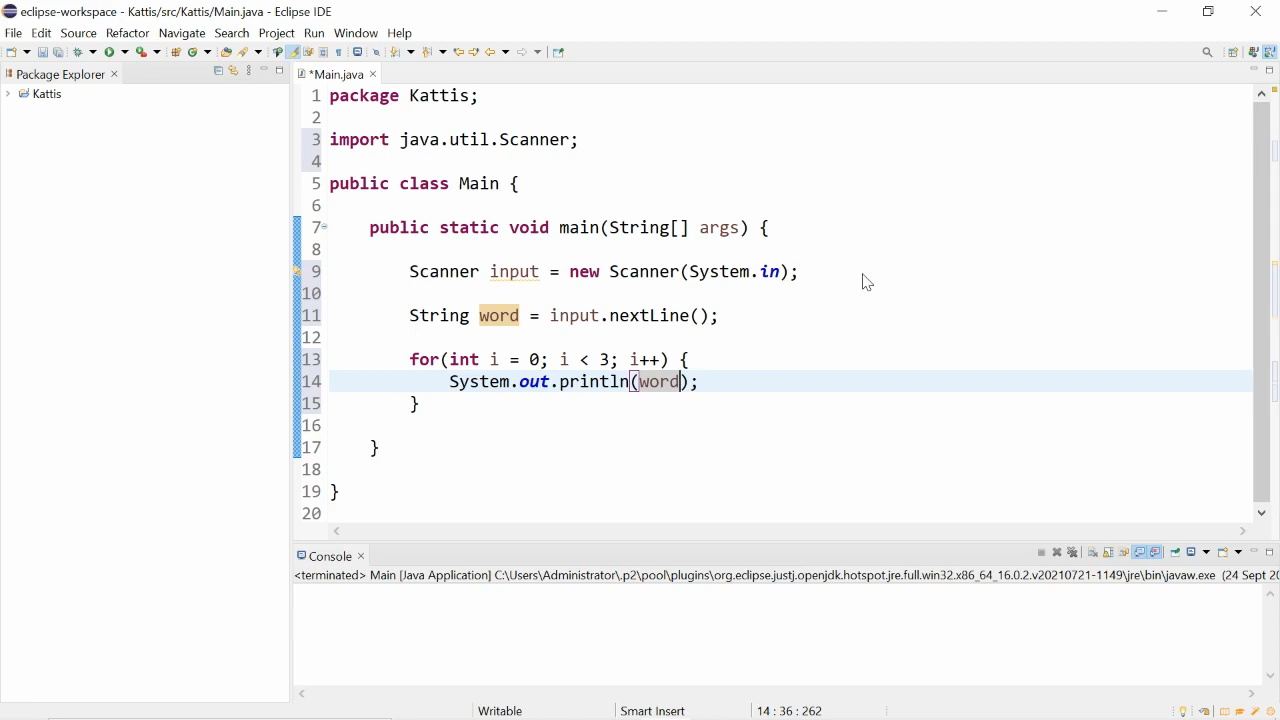 eclipse-workspace - Kattis/src/Kattis/Main.java - Eclipse IDE
File Edit Source Refactor Navigate Search Project Run Window Help
Package Explorer
*Main.java
Kattis
1 package Kattis;
2
3 import java.util.Scanner;
4
5 public class Main {
6
7 public static void main(String[] args) {
8
9 Scanner input = new Scanner(System.in);
10
11 String word = input.nextLine();
12
13 for(int i = 0; i < 3; i++) {
14 System.out.println(word);
15 }
16
17 }
18
19 }
20
Console
<terminated> Main [Java Application] C:\Users\Administrator\.p2\pool\plugins\org.eclipse.justj.openjdk.hotspot.jre.full.win32.x86_64_16.0.2.v20210721-1149\jre\bin\javaw.exe (24 Sept 20
Writable Smart Insert 14 : 36 : 262